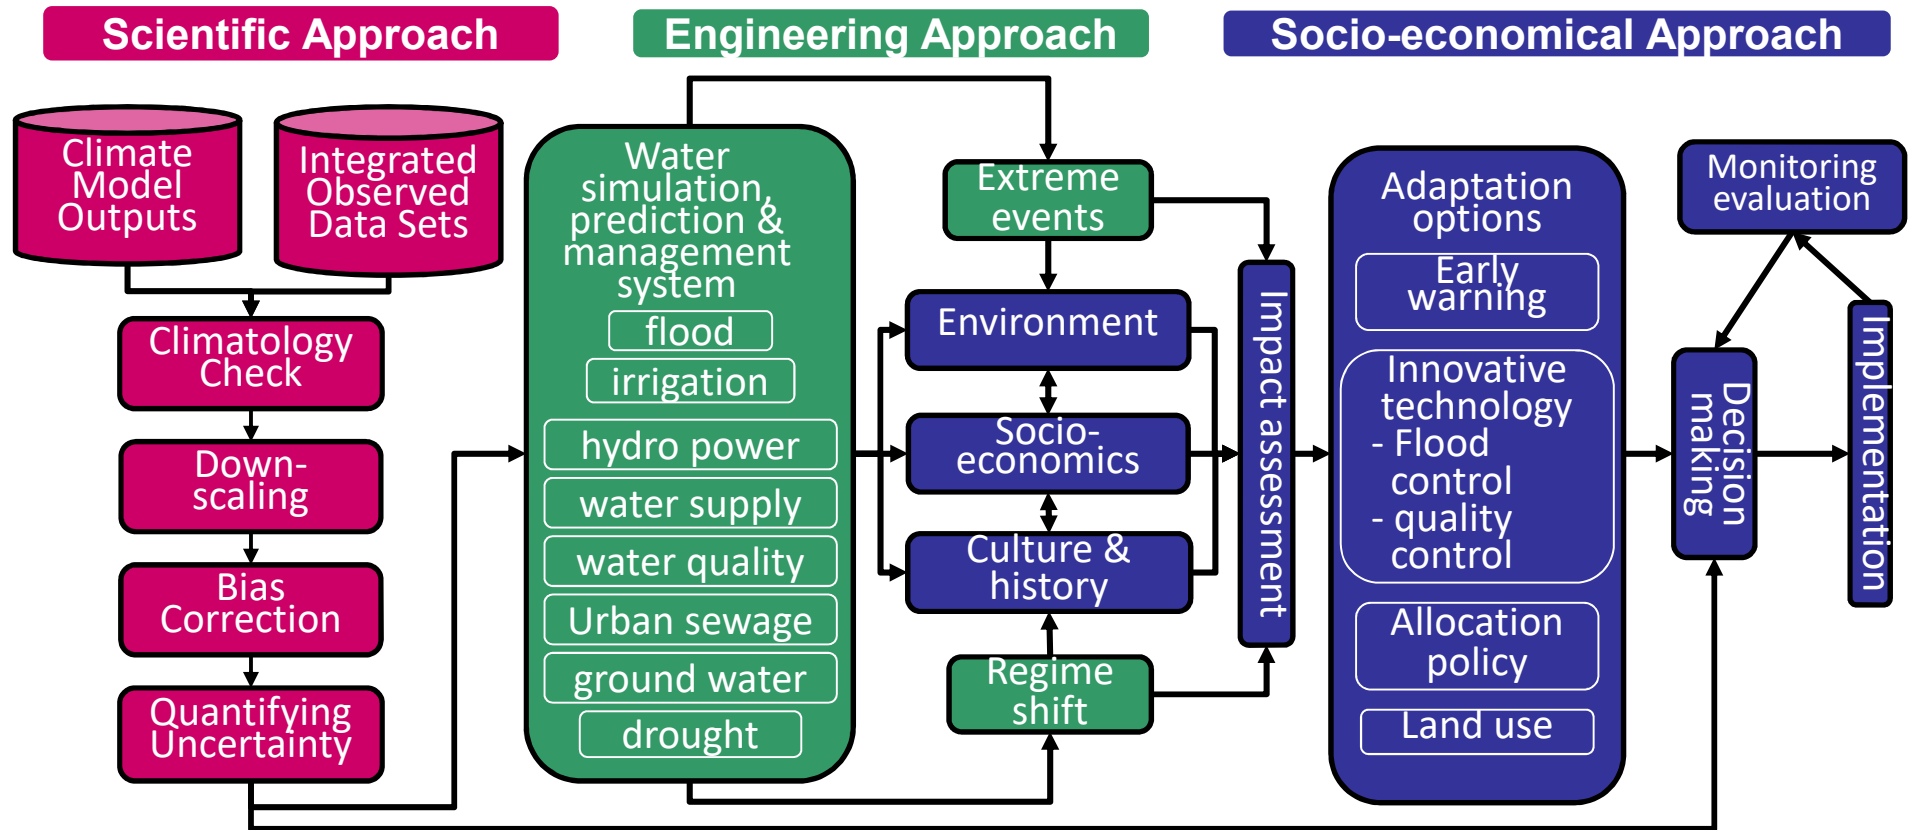 Scientific Approach
Engineering Approach
Socio-economical Approach
Climate
Model
Outputs
Integrated
Observed
Data Sets
Climatology
Check
Down-
scaling
Bias
Correction
Quantifying
Uncertainty
Water
simulation,
prediction &
management
system
flood
irrigation
hydro power
water supply
water quality
Urban sewage
ground water
drought
Extreme
events
Environment
Socio-
economics
Culture &
history
Regime
shift
Impact assessment
Adaptation
options
Early
warning
Innovative
technology
- Flood
control
- quality
control
Allocation
policy
Land use
Monitoring
evaluation
Decision
making
Implementation